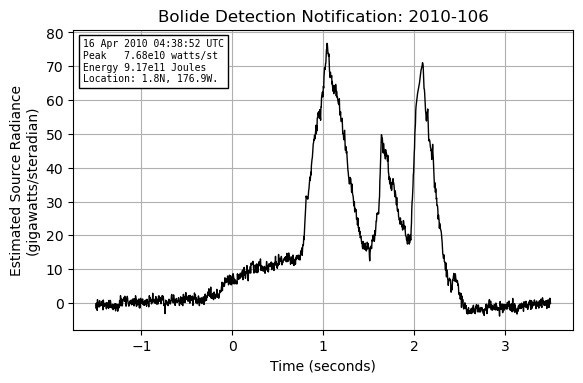 Bolide Detection Notification: 2010-106
16 Apr 2010 04:38:52 UTC
Peak   7.68e10 watts/st
Energy 9.17e11 Joules
Location: 1.8N, 176.9W.
Estimated Source Radiance
(gigawatts/steradian)
80
70
60
50
40
30
20
10
0
−1 0 1 2 3
Time (seconds)